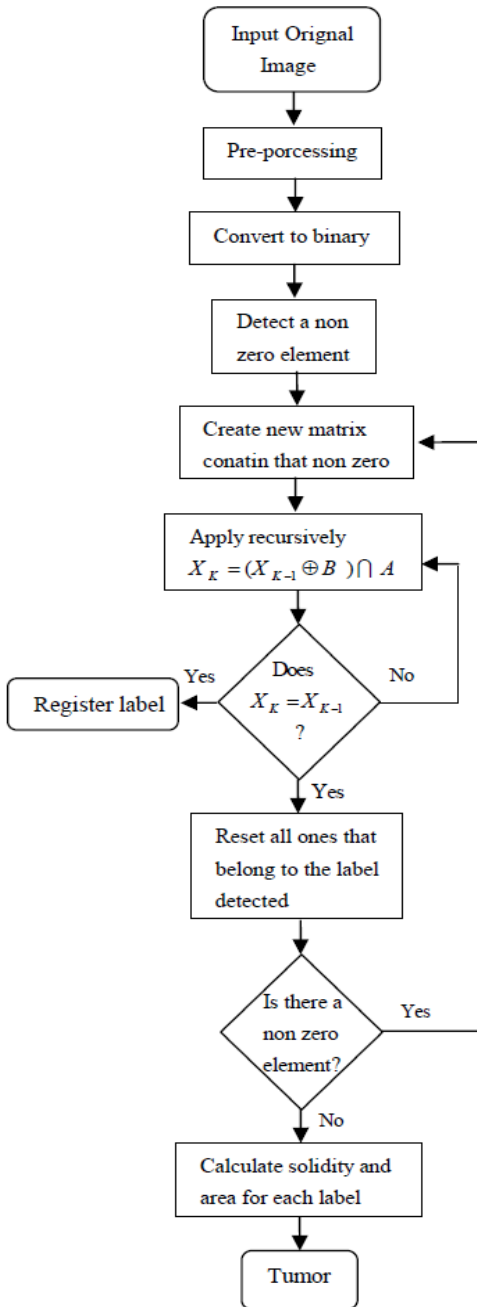 Input Orignal
Image
Pre-porcessing
Convert to binary
Detect a non
zero element
Create new matrix
conatin that non zero
Apply recursively
X_K = (X_{K-1} ⊕ B ) ⋂ A
Does
X_K = X_{K-1}
?
Yes
No
Register label
Yes
Reset all ones that
belong to the label
detected
Is there a
non zero
element?
Yes
No
Calculate solidity and
area for each label
Tumor